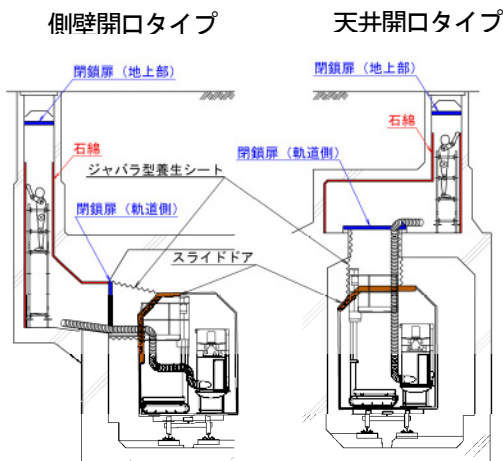 側壁開口タイプ
天井開口タイプ
閉鎖扉（地上部）
閉鎖扉（地上部）
石綿
石綿
ジャバラ型養生シート
閉鎖扉（軌道側）
閉鎖扉（軌道側）
スライドドア